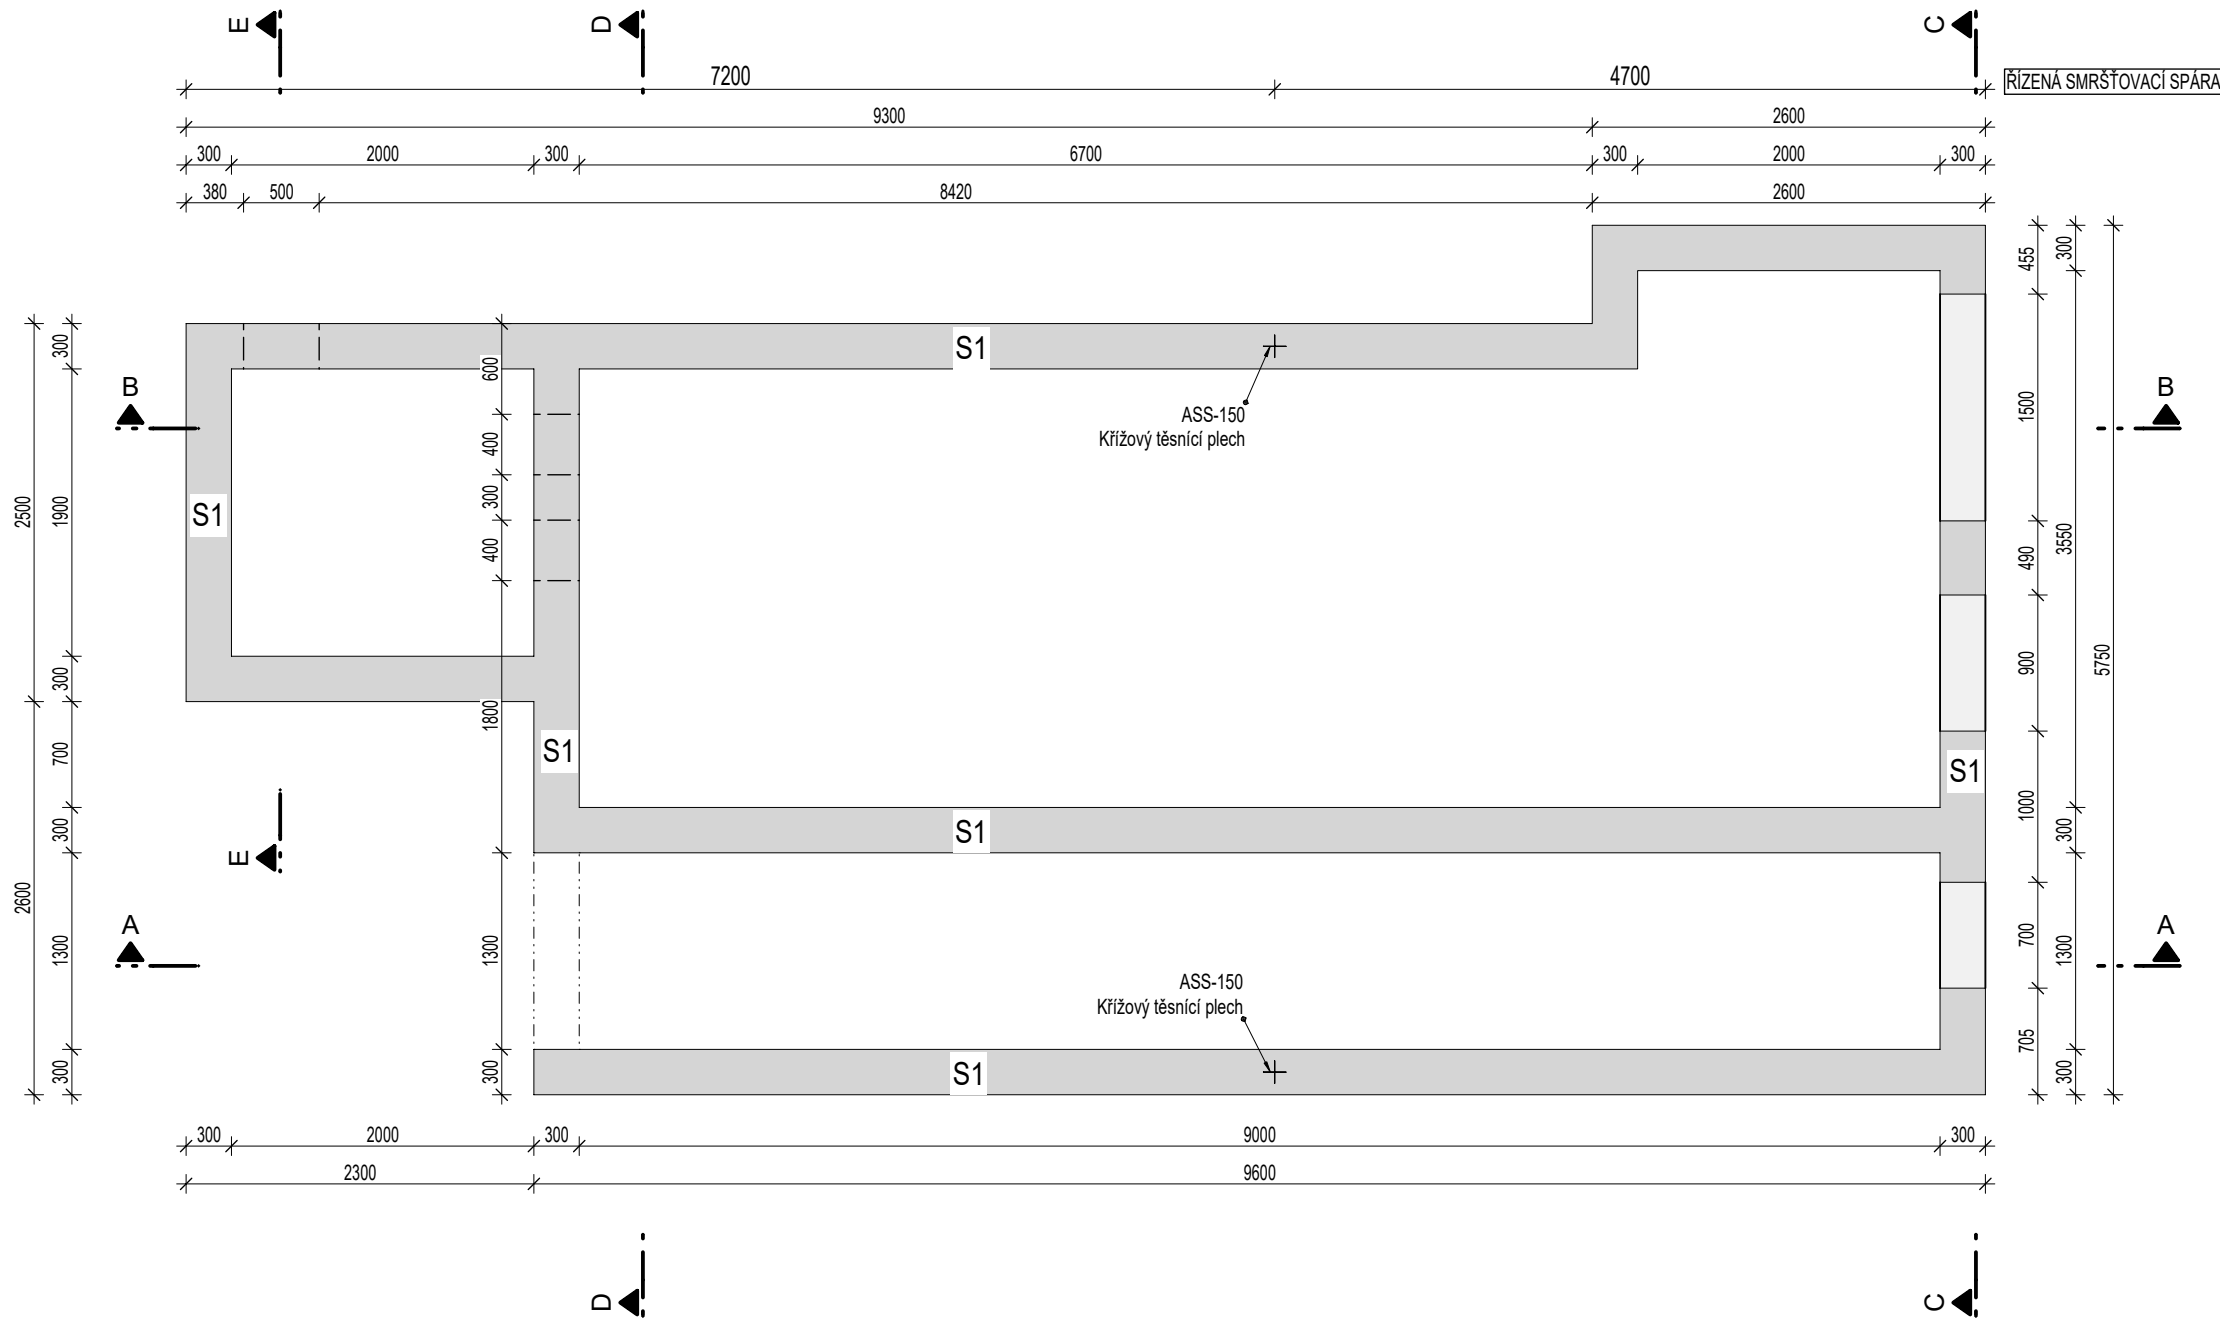 E
D
C
7200
4700
ŘÍZENÁ SMRŠŤOVACÍ SPÁRA
9300
2600
300
2000
300
6700
300
2000
300
380
500
8420
2600
455
300
300
600
S1
B
B
ASS-150
Křížový těsnící plech
1500
400
2500
1900
S1
300
400
490
3550
300
900
5750
1800
700
S1
S1
300
S1
1000
300
E
2600
A
A
1300
1300
700
1300
ASS-150
Křížový těsnící plech
705
300
300
S1
300
300
2000
300
9000
300
2300
9600
D
C